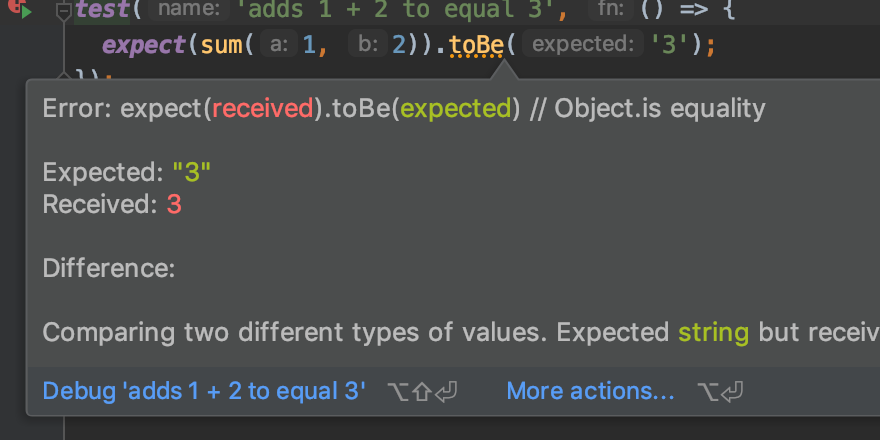 test( name: 'adds 1 + 2 to equal 3', fn: () => {
expect(sum( a: 1, b: 2)).toBe( expected: '3');
});
Error: expect(received).toBe(expected) // Object.is equality
Expected: "3"
Received: 3
Difference:
Comparing two different types of values. Expected string but receiv
Debug 'adds 1 + 2 to equal 3' ⌥⇧⏎ More actions... ⌥⏎